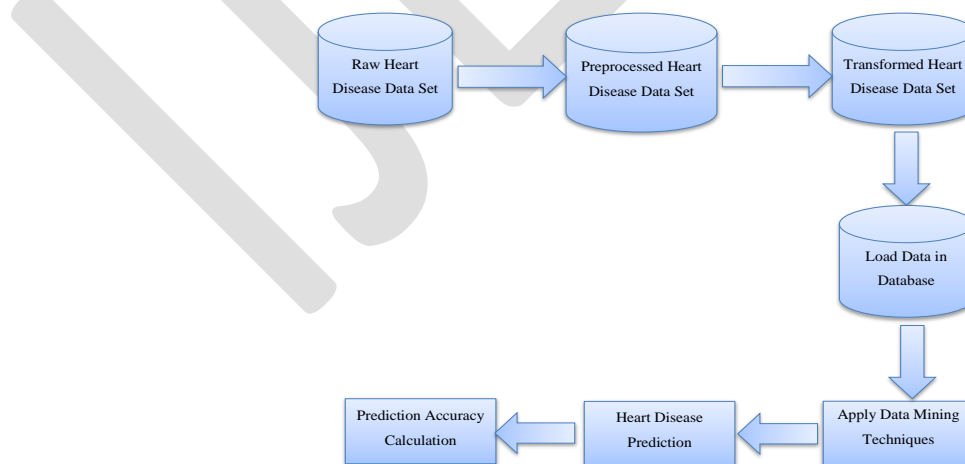 Raw Heart
Disease Data Set
Preprocessed Heart
Disease Data Set
Transformed Heart
Disease Data Set
Load Data in
Database
Apply Data Mining
Techniques
Heart Disease
Prediction
Prediction Accuracy
Calculation